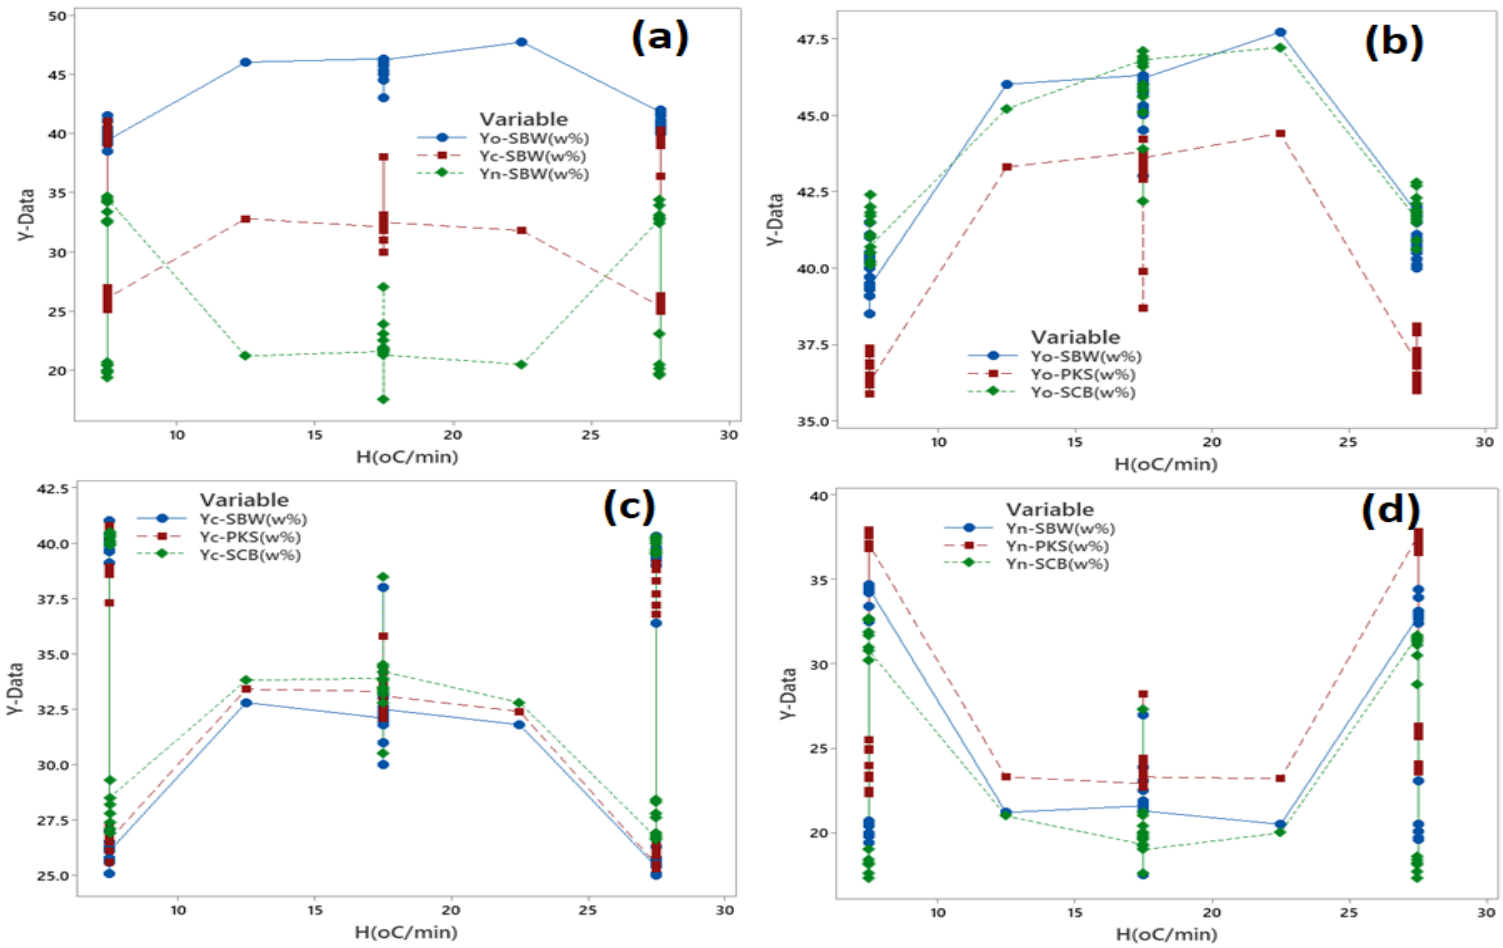 (a)
50
45
40
35
30
25
20
Y-Data
Variable
Yo-SBW(w%)
Yc-SBW(w%)
Yn-SBW(w%)
10 15 20 25 30
H(oC/min)
(b)
47.5
45.0
42.5
40.0
37.5
35.0
Y-Data
Variable
Yo-SBW(w%)
Yo-PKS(w%)
Yo-SCB(w%)
10 15 20 25 30
H(oC/min)
(c)
42.5
40.0
37.5
35.0
32.5
30.0
27.5
25.0
Y-Data
Variable
Yc-SBW(w%)
Yc-PKS(w%)
Yc-SCB(w%)
10 15 20 25 30
H(oC/min)
(d)
40
35
30
25
20
Y-Data
Variable
Yn-SBW(w%)
Yn-PKS(w%)
Yn-SCB(w%)
10 15 20 25 30
H(oC/min)